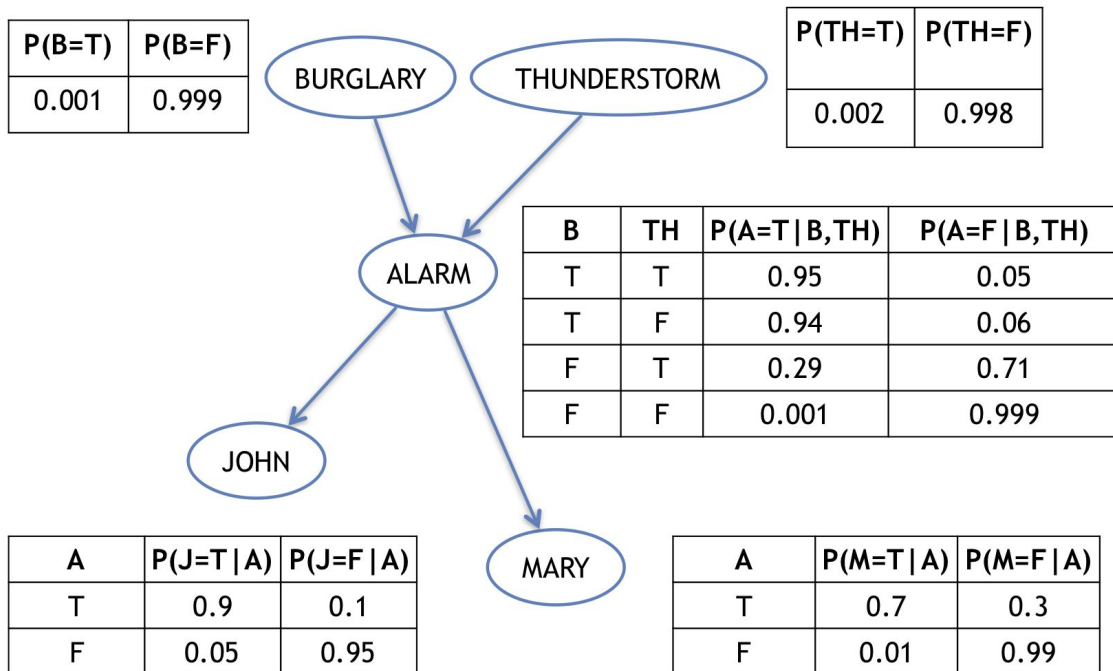 P(B=T) P(B=F)
0.001 0.999
BURGLARY
THUNDERSTORM
P(TH=T) P(TH=F)
0.002 0.998
ALARM
B TH P(A=T|B,TH) P(A=F|B,TH)
T T 0.95 0.05
T F 0.94 0.06
F T 0.29 0.71
F F 0.001 0.999
JOHN
MARY
A P(J=T|A) P(J=F|A)
T 0.9 0.1
F 0.05 0.95
A P(M=T|A) P(M=F|A)
T 0.7 0.3
F 0.01 0.99